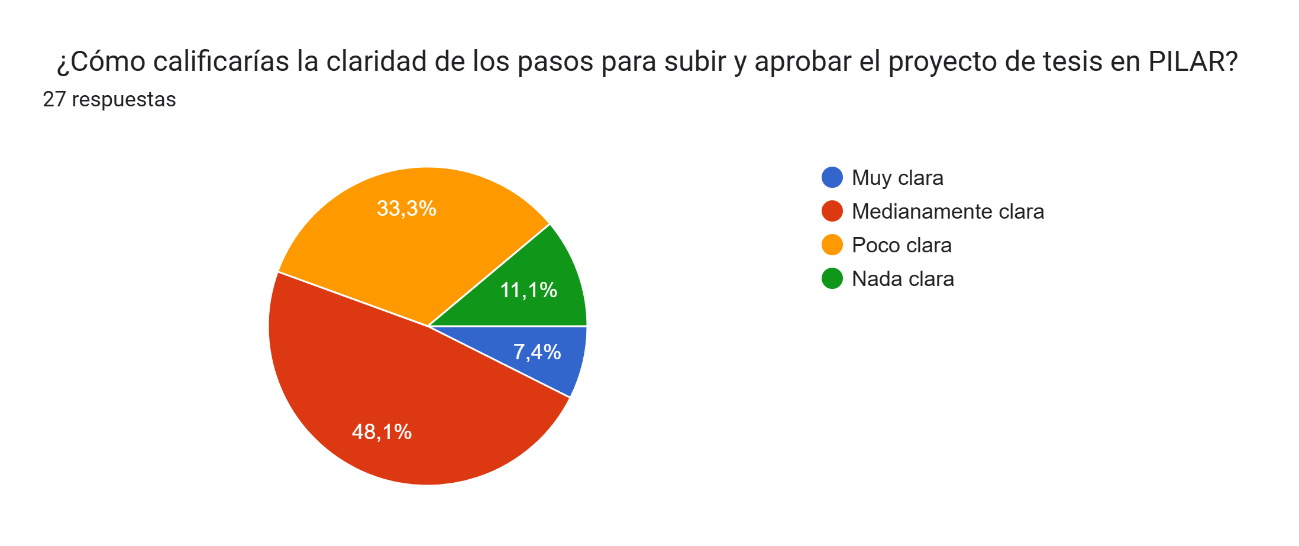 ¿Cómo calificarías la claridad de los pasos para subir y aprobar el proyecto de tesis en PILAR?
27 respuestas
33,3%
11,1%
7,4%
48,1%
Muy clara
Medianamente clara
Poco clara
Nada clara